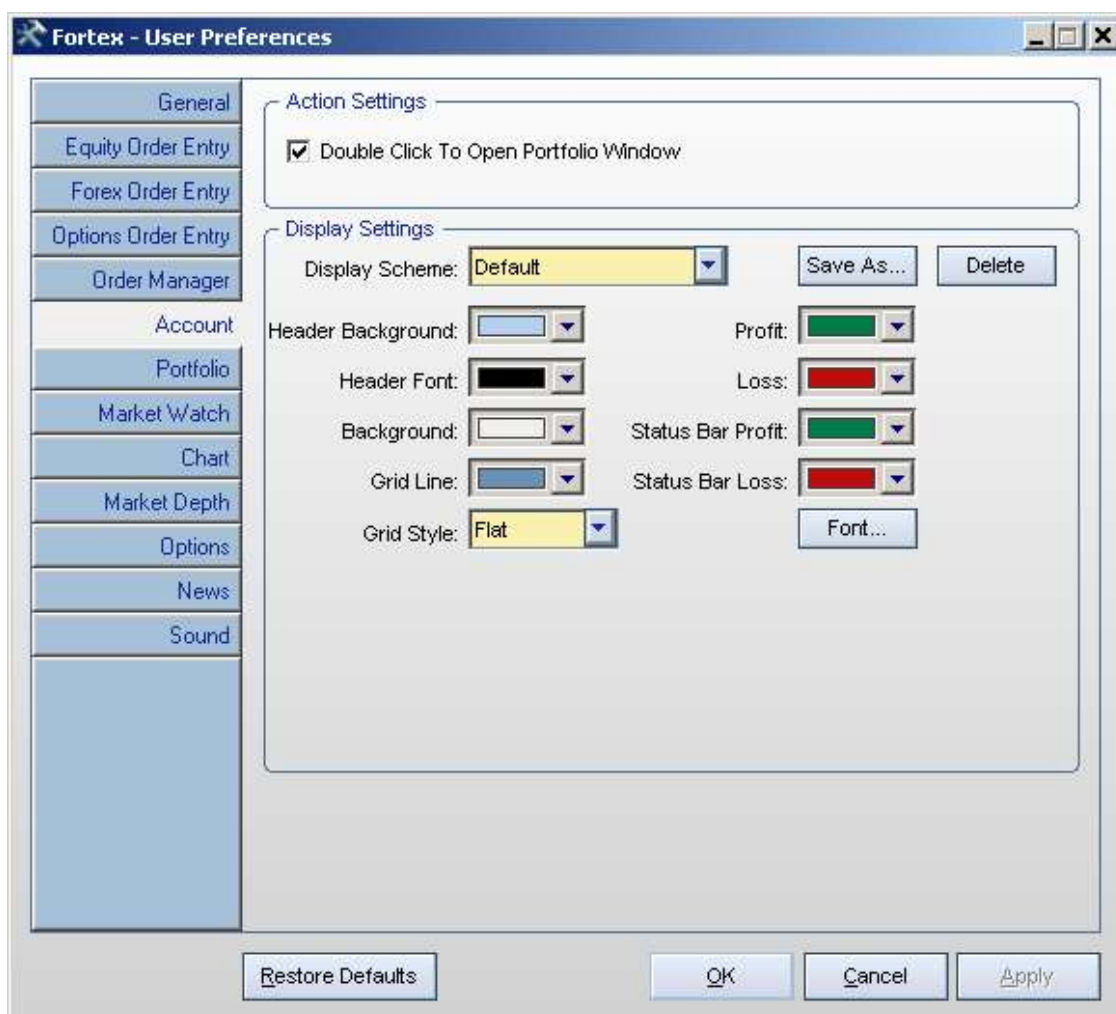 Fortex - User Preferences
General
Equity Order Entry
Forex Order Entry
Options Order Entry
Order Manager
Account
Portfolio
Market Watch
Chart
Market Depth
Options
News
Sound
Action Settings
Double Click To Open Portfolio Window
Display Settings
Display Scheme: Default Save As... Delete
Header Background: Profit:
Header Font: Loss:
Background: Status Bar Profit:
Grid Line: Status Bar Loss:
Grid Style: Flat Font...
Restore Defaults OK Cancel Apply